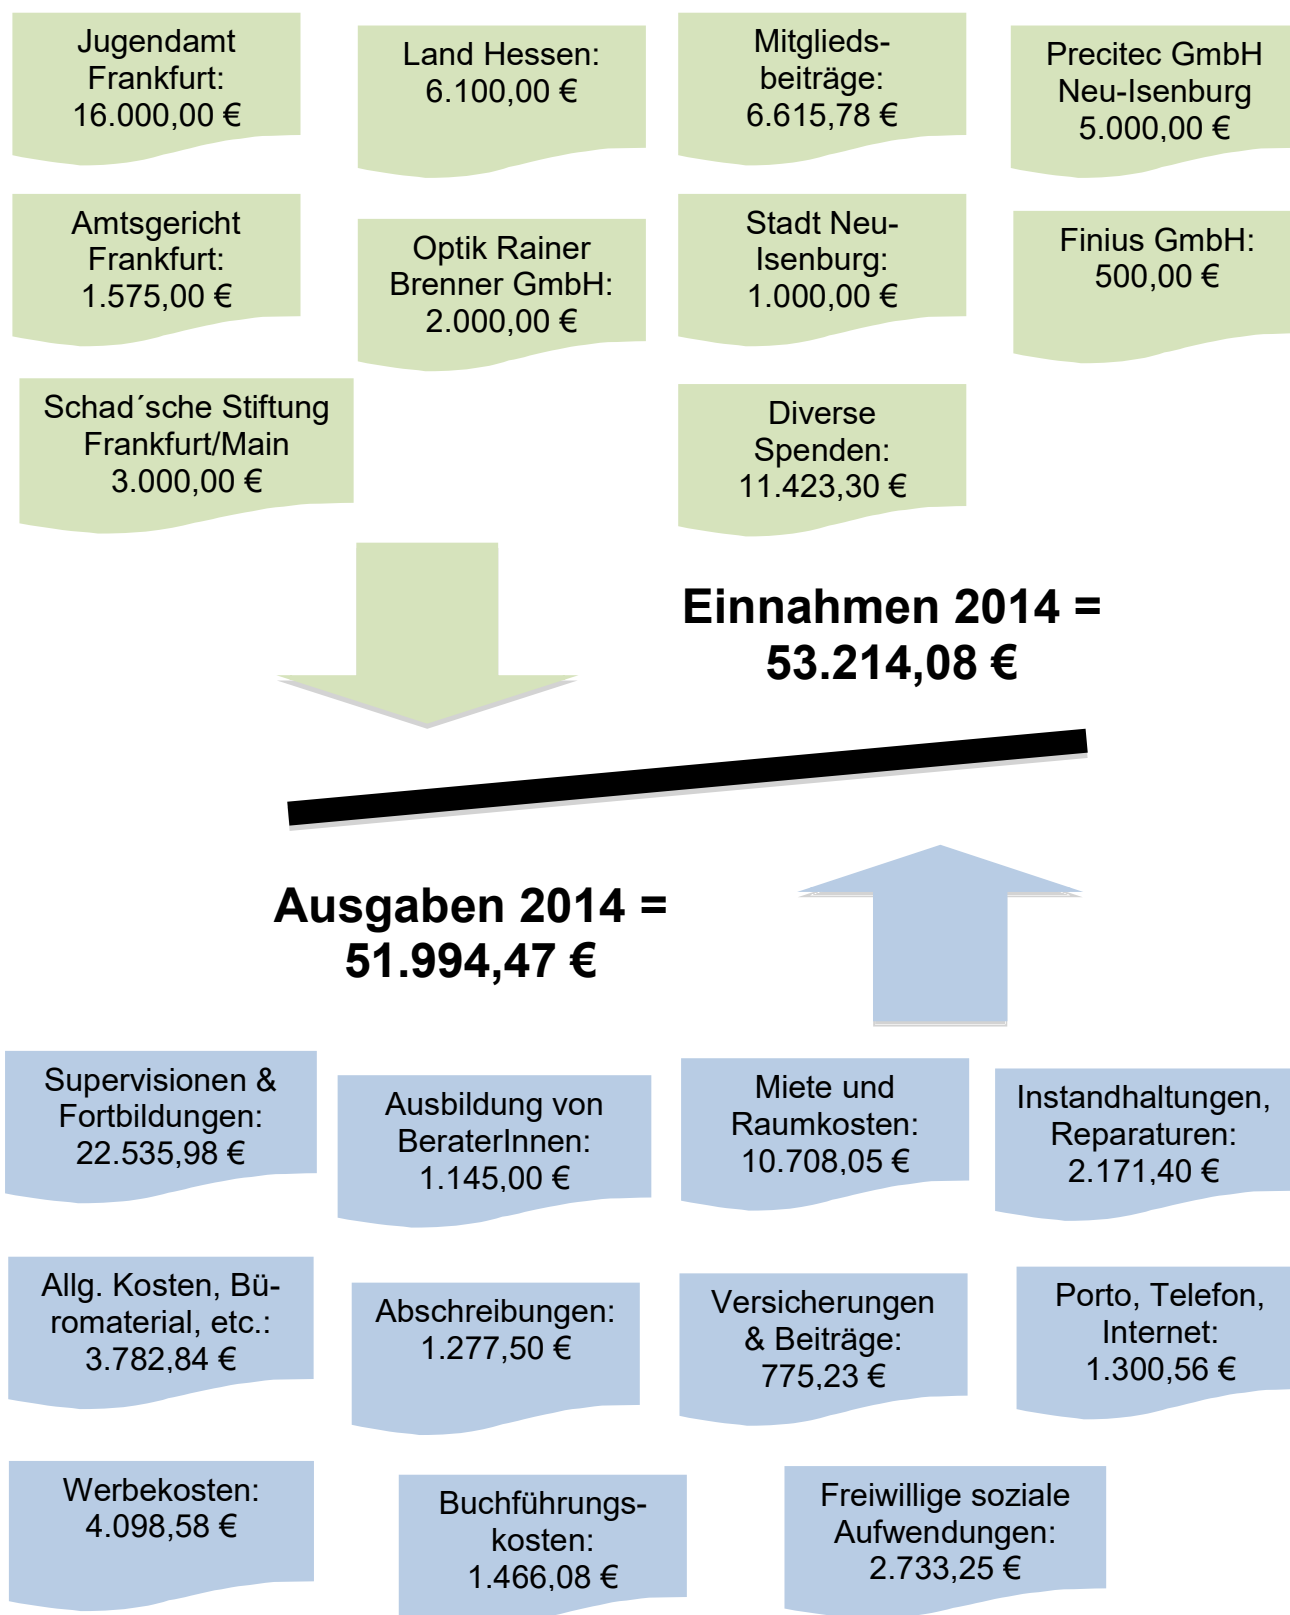 Jugendamt
Frankfurt:
16.000,00 €
Land Hessen:
6.100,00 €
Mitglieds-
beiträge:
6.615,78 €
Precitec GmbH
Neu-Isenburg
5.000,00 €
Amtsgericht
Frankfurt:
1.575,00 €
Optik Rainer
Brenner GmbH:
2.000,00 €
Stadt Neu-
Isenburg:
1.000,00 €
Finius GmbH:
500,00 €
Schad´sche Stiftung
Frankfurt/Main
3.000,00 €
Diverse
Spenden:
11.423,30 €
Einnahmen 2014 =
53.214,08 €
Ausgaben 2014 =
51.994,47 €
Supervisionen &
Fortbildungen:
22.535,98 €
Ausbildung von
BeraterInnen:
1.145,00 €
Miete und
Raumkosten:
10.708,05 €
Instandhaltungen,
Reparaturen:
2.171,40 €
Allg. Kosten, Bü-
romaterial, etc.:
3.782,84 €
Abschreibungen:
1.277,50 €
Versicherungen
& Beiträge:
775,23 €
Porto, Telefon,
Internet:
1.300,56 €
Werbekosten:
4.098,58 €
Buchführungs-
kosten:
1.466,08 €
Freiwillige soziale
Aufwendungen:
2.733,25 €